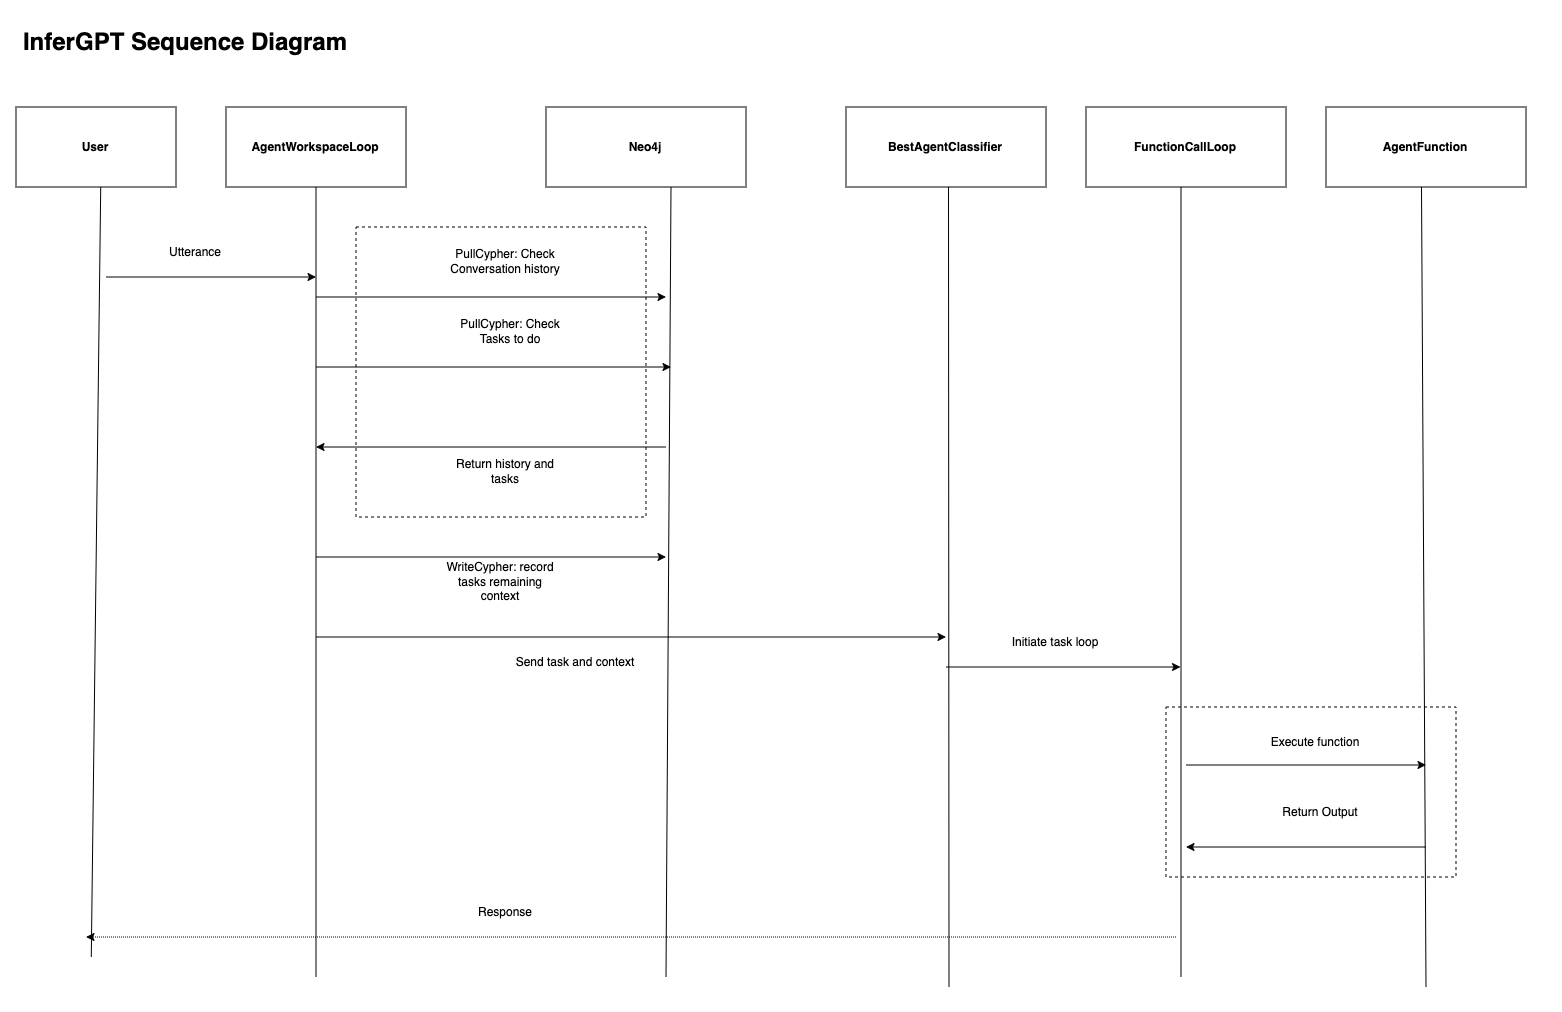 InferGPT Sequence Diagram
User
AgentWorkspaceLoop
Neo4j
BestAgentClassifier
FunctionCallLoop
AgentFunction
Utterance
PullCypher: Check
Conversation history
PullCypher: Check
Tasks to do
Return history and
tasks
WriteCypher: record
tasks remaining
context
Send task and context
Initiate task loop
Execute function
Return Output
Response